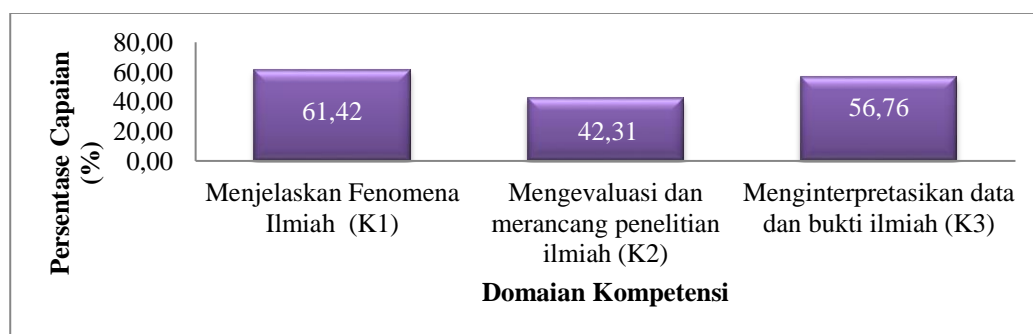 Persentase Capaian
(%)
80,00
60,00
40,00
20,00
0,00
61,42
42,31
56,76
Menjelaskan Fenomena
Ilmiah (K1)
Mengevaluasi dan
merancang penelitian
ilmiah (K2)
Menginterpretasikan data
dan bukti ilmiah (K3)
Domaian Kompetensi